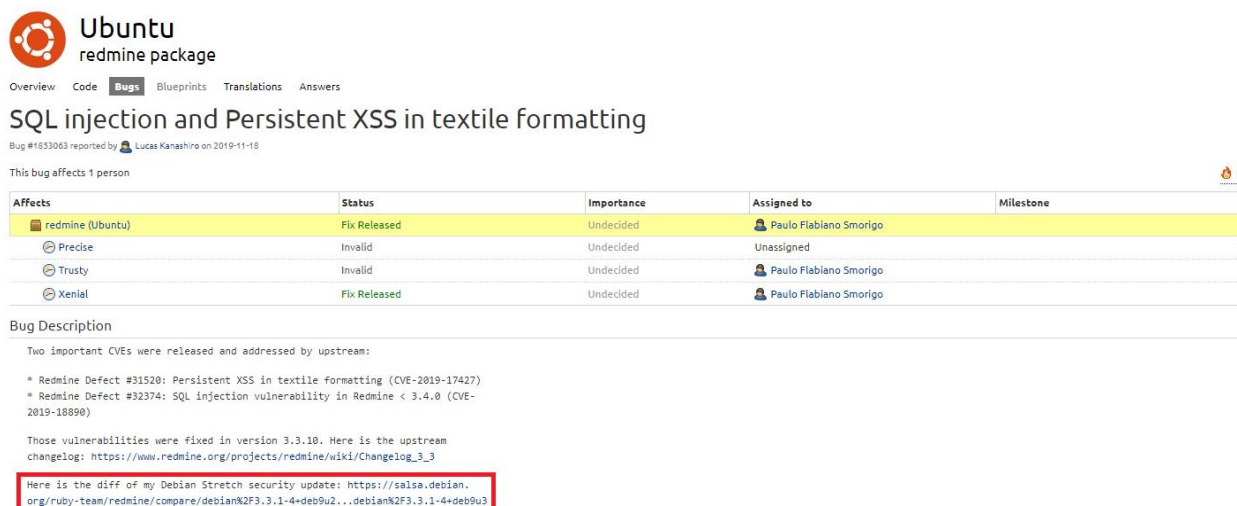 Ubuntu
redmine package
Overview Code Bugs Blueprints Translations Answers
SQL injection and Persistent XSS in textile formatting
Bug #1853063 reported by Lucas Kanashiro on 2019-11-18
This bug affects 1 person
Affects Status Importance Assigned to Milestone
redmine (Ubuntu) Fix Released Undecided Paulo Flabiano Smorigo
Precise Invalid Undecided Unassigned
Trusty Invalid Undecided Paulo Flabiano Smorigo
Xenial Fix Released Undecided Paulo Flabiano Smorigo
Bug Description
Two important CVEs were released and addressed by upstream:
* Redmine Defect #31520: Persistent XSS in textile formatting (CVE-2019-17427)
* Redmine Defect #32374: SQL injection vulnerability in Redmine < 3.4.0 (CVE-
2019-18890)
Those vulnerabilities were fixed in version 3.3.10. Here is the upstream
changelog: https://www.redmine.org/projects/redmine/wiki/Changelog_3_3
Here is the diff of my Debian Stretch security update: https://salsa.debian.
org/ruby-team/redmine/compare/debian%2F3.3.1-4+deb9u2...debian%2F3.3.1-4+deb9u3